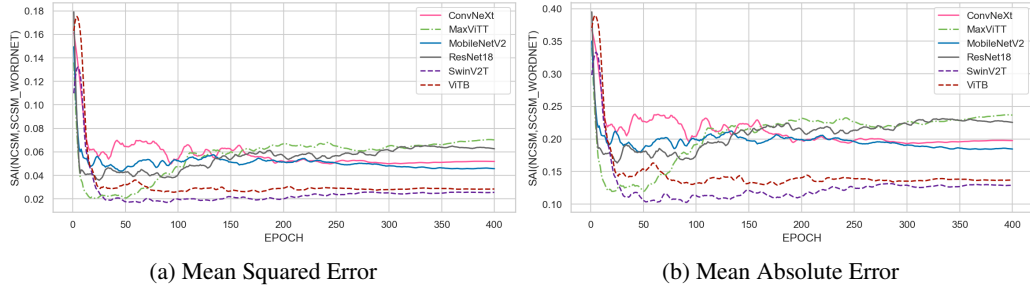 0.18
0.16
0.14
0.12
0.10
0.08
0.06
0.04
0.02
SAI(NCSM,SCSM_WORDNET)
ConvNeXt
MaxViTT
MobileNetV2
ResNet18
SwinV2T
ViTB
0 50 100 150 200 250 300 350 400
EPOCH
(a) Mean Squared Error
0.40
0.35
0.30
0.25
0.20
0.15
0.10
SAI(NCSM,SCSM_WORDNET)
ConvNeXt
MaxViTT
MobileNetV2
ResNet18
SwinV2T
ViTB
0 50 100 150 200 250 300 350 400
EPOCH
(b) Mean Absolute Error